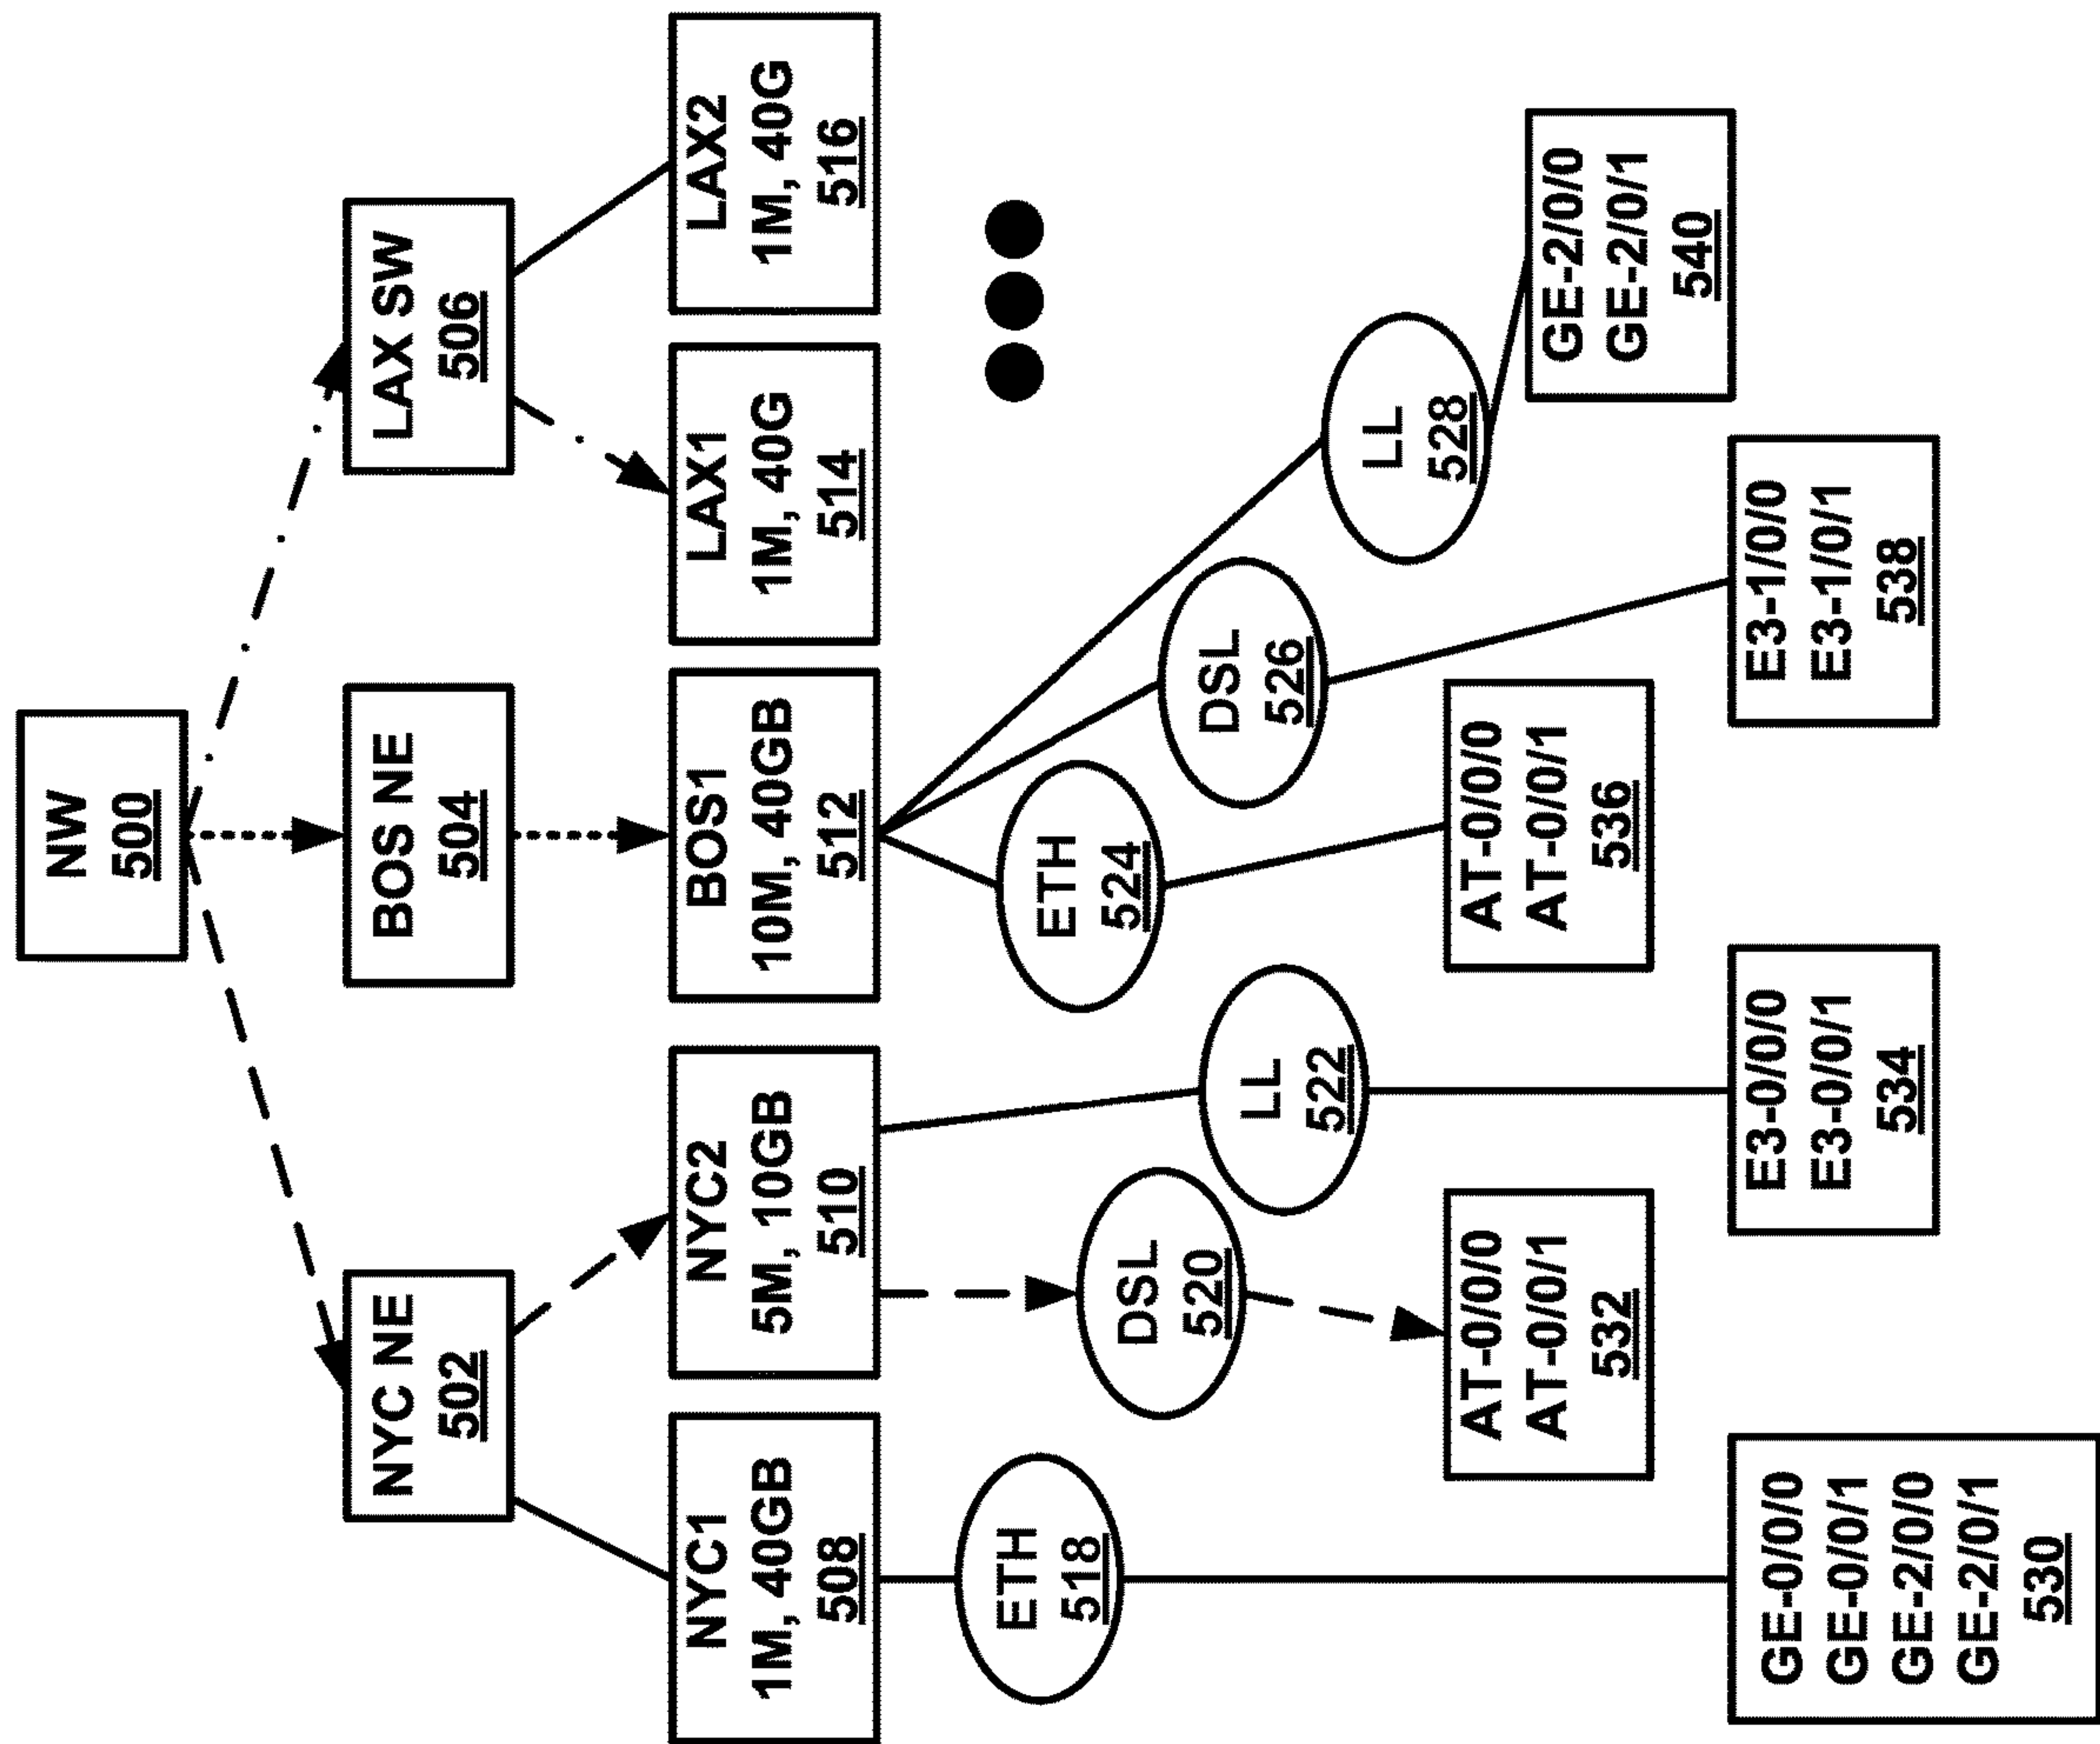 NW
500
NYC NE
502
BOS NE
504
LAX SW
506
NYC1
1M, 40GB
508
NYC2
5M, 10GB
510
BOS1
10M, 40GB
512
LAX1
1M, 40G
514
LAX2
1M, 40G
516
ETH
518
DSL
520
LL
522
ETH
524
DSL
526
LL
528
GE-0/0/0
GE-0/0/1
GE-2/0/0
GE-2/0/1
530
AT-0/0/0
AT-0/0/1
532
E3-0/0/0
E3-0/0/1
534
AT-0/0/0
AT-0/0/1
536
E3-1/0/0
E3-1/0/1
538
GE-2/0/0
GE-2/0/1
540